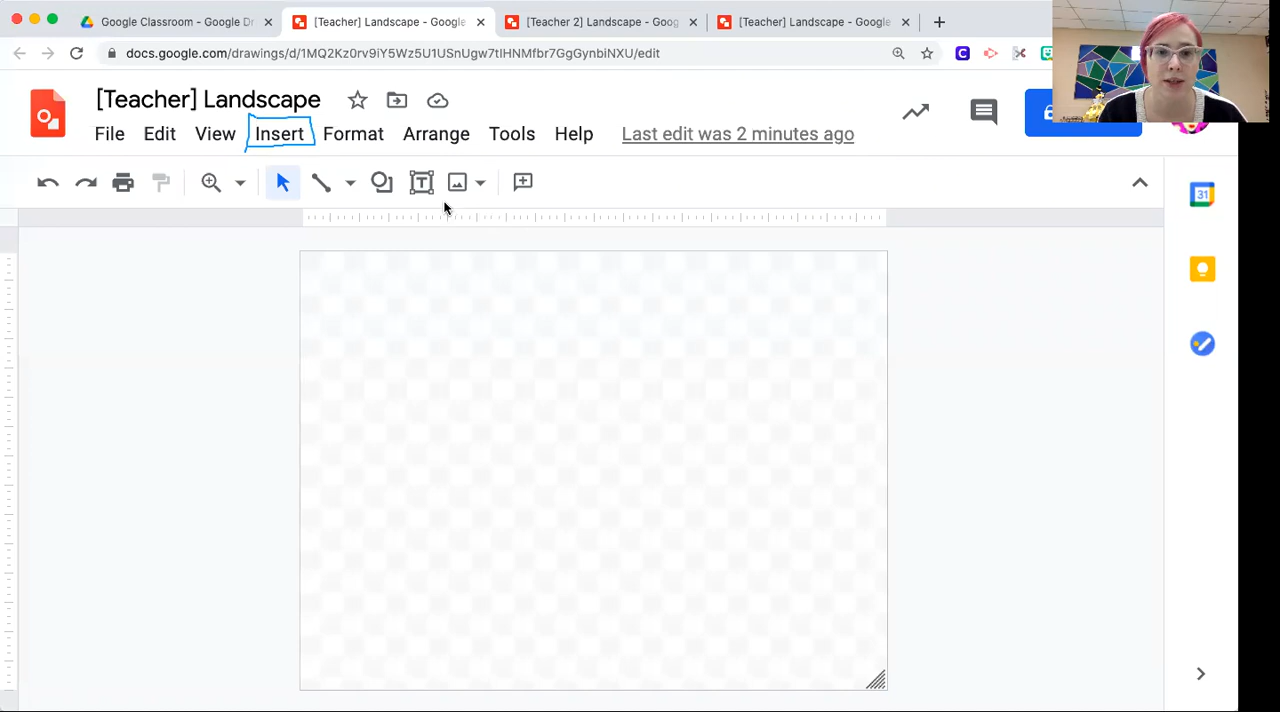 Google Classroom - Google Dr
[Teacher] Landscape - Google
[Teacher 2] Landscape - Goog
[Teacher] Landscape - Google
docs.google.com/drawings/d/1MQ2Kz0rv9iY5Wz5U1USnUgw7tIHNMfbr7GgGynbiNXU/edit
[Teacher] Landscape
File Edit View Insert Format Arrange Tools Help Last edit was 2 minutes ago
31